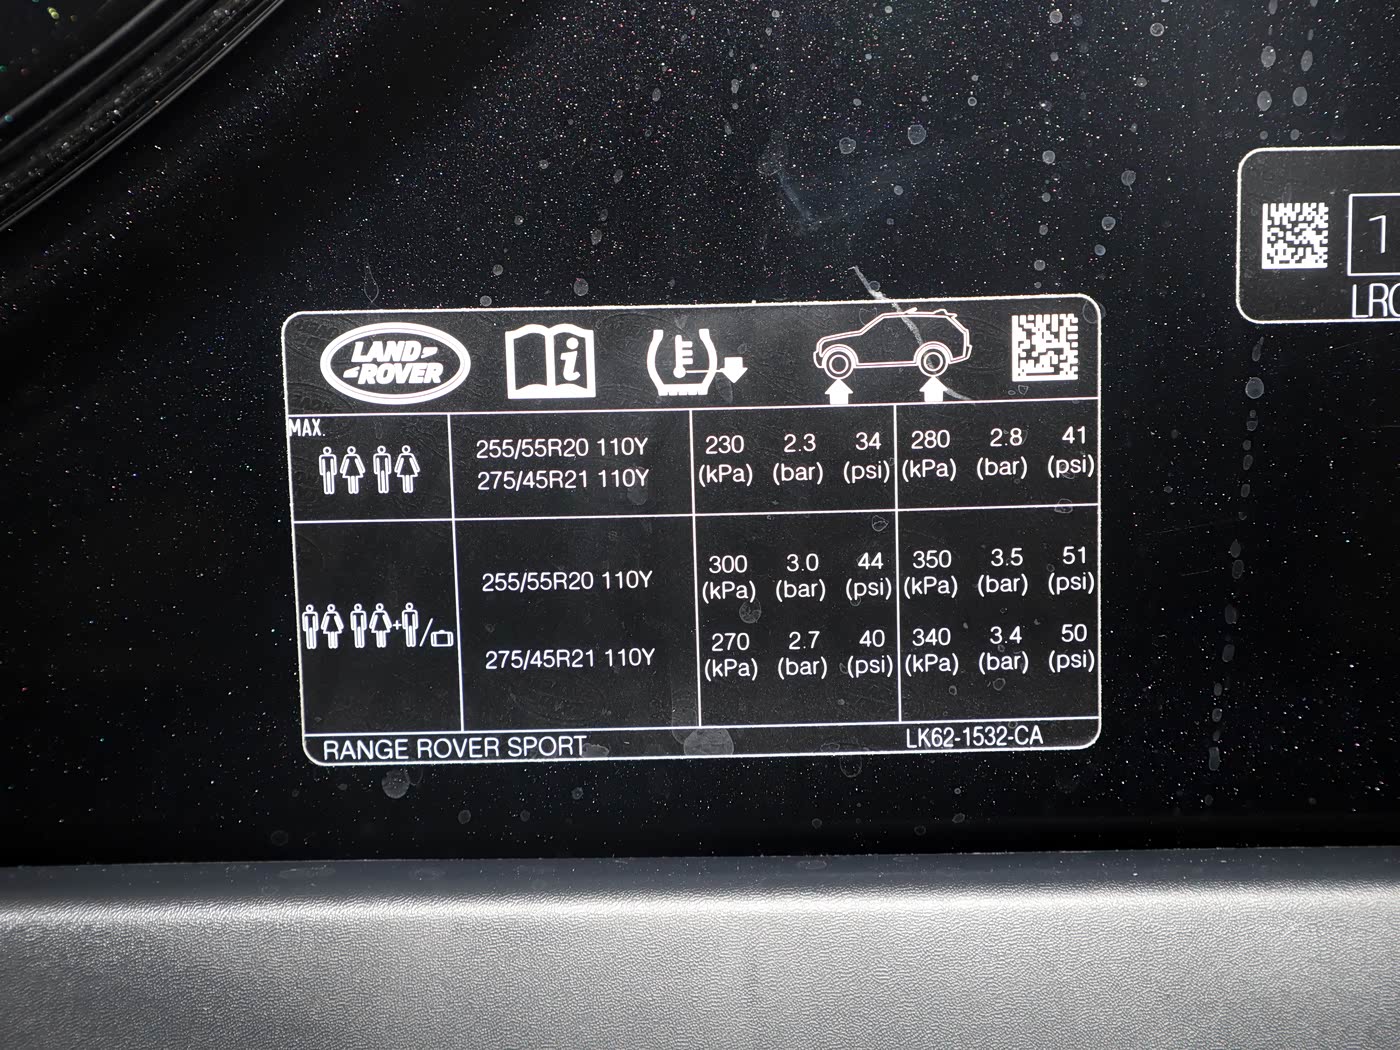 LAND-
-ROVER
MAX.
255/55R20 110Y
275/45R21 110Y
230 2.3 34 280 2.8 41
(kPa) (bar) (psi) (kPa) (bar) (psi)
255/55R20 110Y
300 3.0 44 350 3.5 51
(kPa) (bar) (psi) (kPa) (bar) (psi)
275/45R21 110Y
270 2.7 40 340 3.4 50
(kPa) (bar) (psi) (kPa) (bar) (psi)
RANGE ROVER SPORT LK62-1532-CA
1